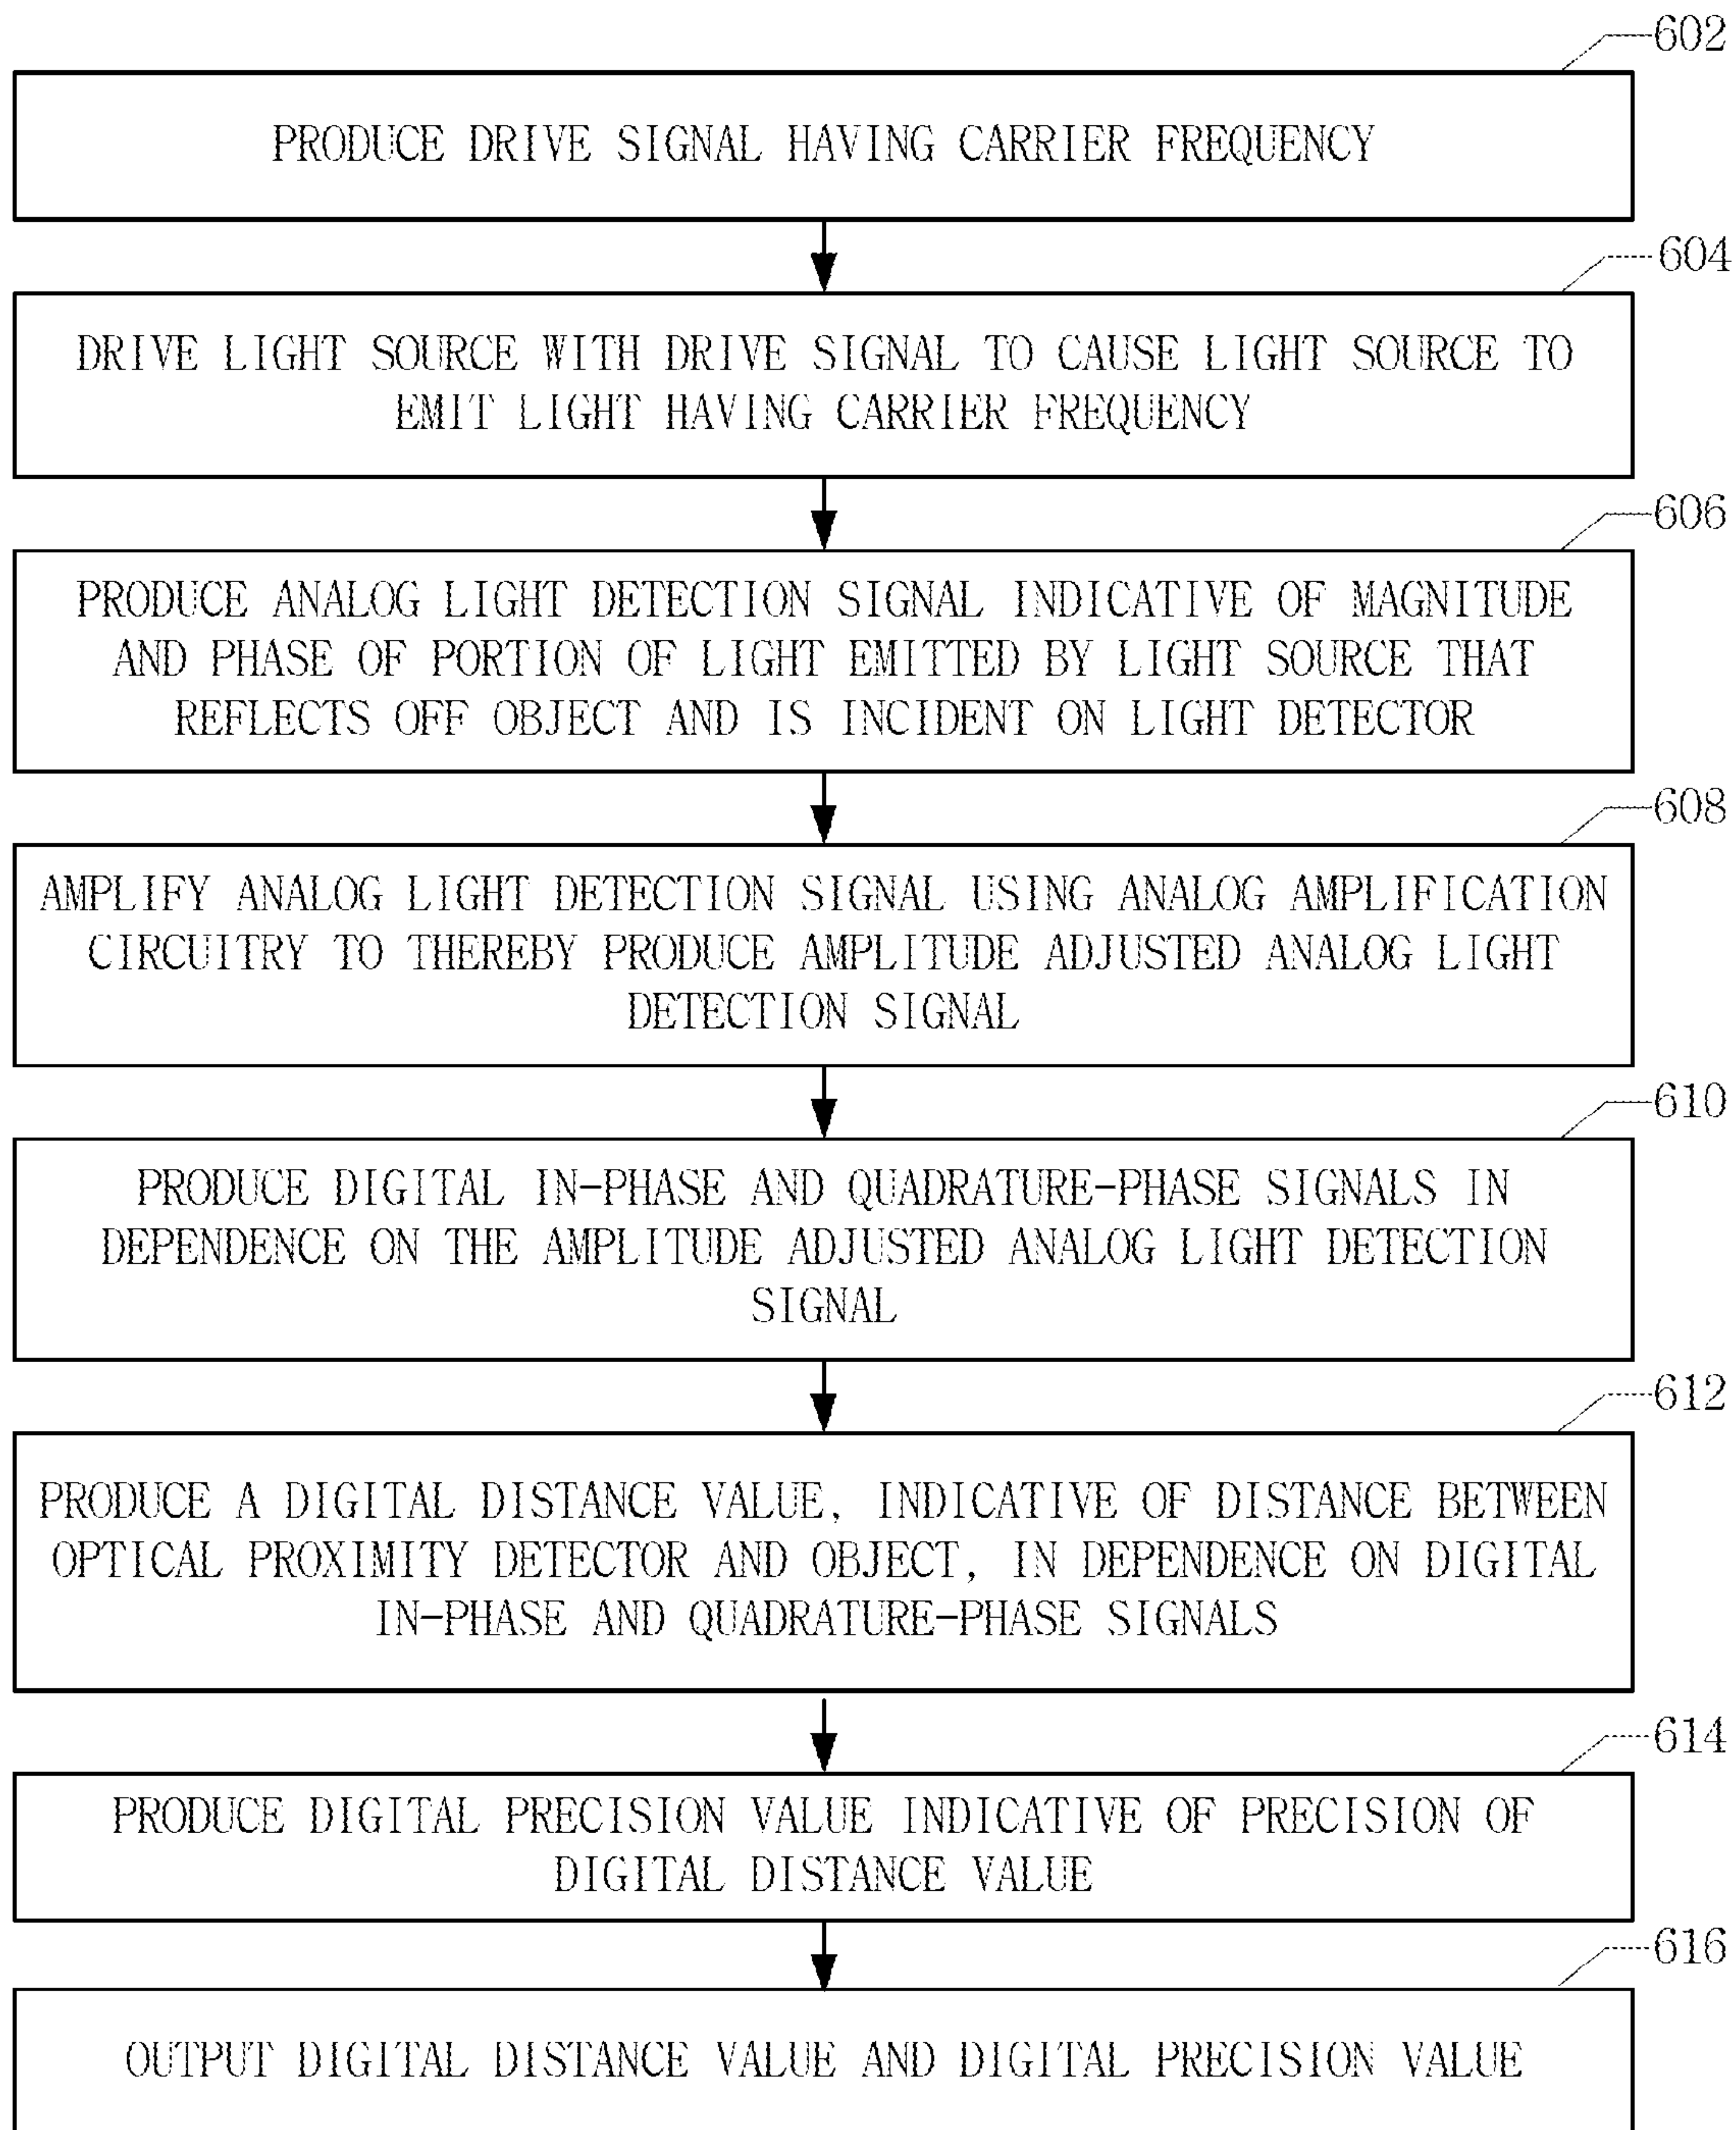 602
PRODUCE DRIVE SIGNAL HAVING CARRIER FREQUENCY
604
DRIVE LIGHT SOURCE WITH DRIVE SIGNAL TO CAUSE LIGHT SOURCE TO
EMIT LIGHT HAVING CARRIER FREQUENCY
606
PRODUCE ANALOG LIGHT DETECTION SIGNAL INDICATIVE OF MAGNITUDE
AND PHASE OF PORTION OF LIGHT EMITTED BY LIGHT SOURCE THAT
REFLECTS OFF OBJECT AND IS INCIDENT ON LIGHT DETECTOR
608
AMPLIFY ANALOG LIGHT DETECTION SIGNAL USING ANALOG AMPLIFICATION
CIRCUITRY TO THEREBY PRODUCE AMPLITUDE ADJUSTED ANALOG LIGHT
DETECTION SIGNAL
610
PRODUCE DIGITAL IN-PHASE AND QUADRATURE-PHASE SIGNALS IN
DEPENDENCE ON THE AMPLITUDE ADJUSTED ANALOG LIGHT DETECTION
SIGNAL
612
PRODUCE A DIGITAL DISTANCE VALUE, INDICATIVE OF DISTANCE BETWEEN
OPTICAL PROXIMITY DETECTOR AND OBJECT, IN DEPENDENCE ON DIGITAL
IN-PHASE AND QUADRATURE-PHASE SIGNALS
614
PRODUCE DIGITAL PRECISION VALUE INDICATIVE OF PRECISION OF
DIGITAL DISTANCE VALUE
616
OUTPUT DIGITAL DISTANCE VALUE AND DIGITAL PRECISION VALUE